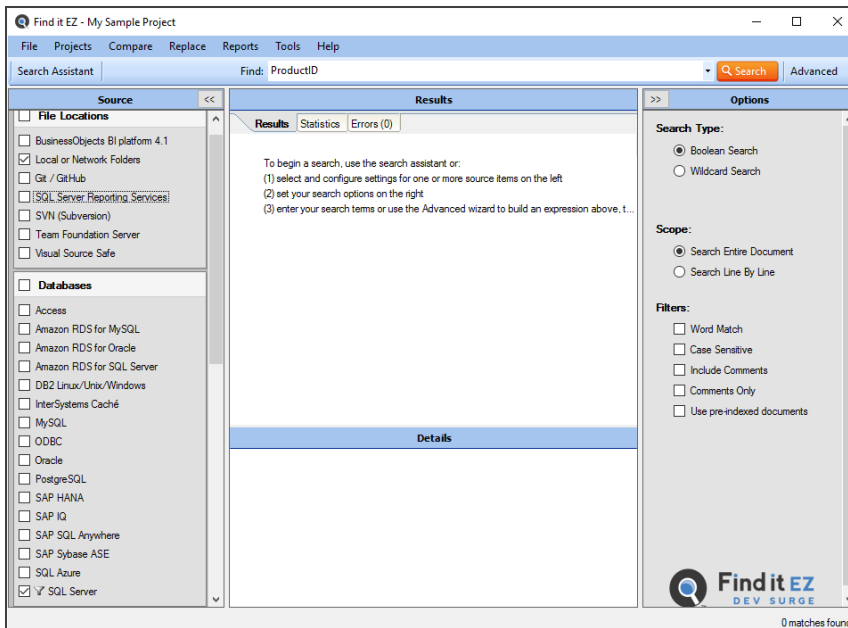 Find it EZ - My Sample Project
File Projects Compare Replace Reports Tools Help
Search Assistant Find: ProductID Search Advanced
Source << Results >> Options
File Locations
BusinessObjects BI platform 4.1
Local or Network Folders
Git / GitHub
SQL Server Reporting Services
SVN (Subversion)
Team Foundation Server
Visual Source Safe
Databases
Access
Amazon RDS for MySQL
Amazon RDS for Oracle
Amazon RDS for SQL Server
DB2 Linux/Unix/Windows
InterSystems Caché
MySQL
ODBC
Oracle
PostgreSQL
SAP HANA
SAP IQ
SAP SQL Anywhere
SAP Sybase ASE
SQL Azure
SQL Server
Results Statistics Errors (0)
To begin a search, use the search assistant or:
(1) select and configure settings for one or more source items on the left
(2) set your search options on the right
(3) enter your search terms or use the Advanced wizard to build an expression above, t...
Details
Search Type:
Boolean Search
Wildcard Search
Scope:
Search Entire Document
Search Line By Line
Filters:
Word Match
Case Sensitive
Include Comments
Comments Only
Use pre-indexed documents
Find it EZ
DEV SURGE
0 matches found